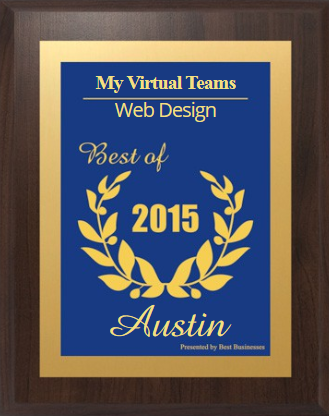 My Virtual Teams
Web Design
Best of
2015
Austin
Presented by Best Businesses